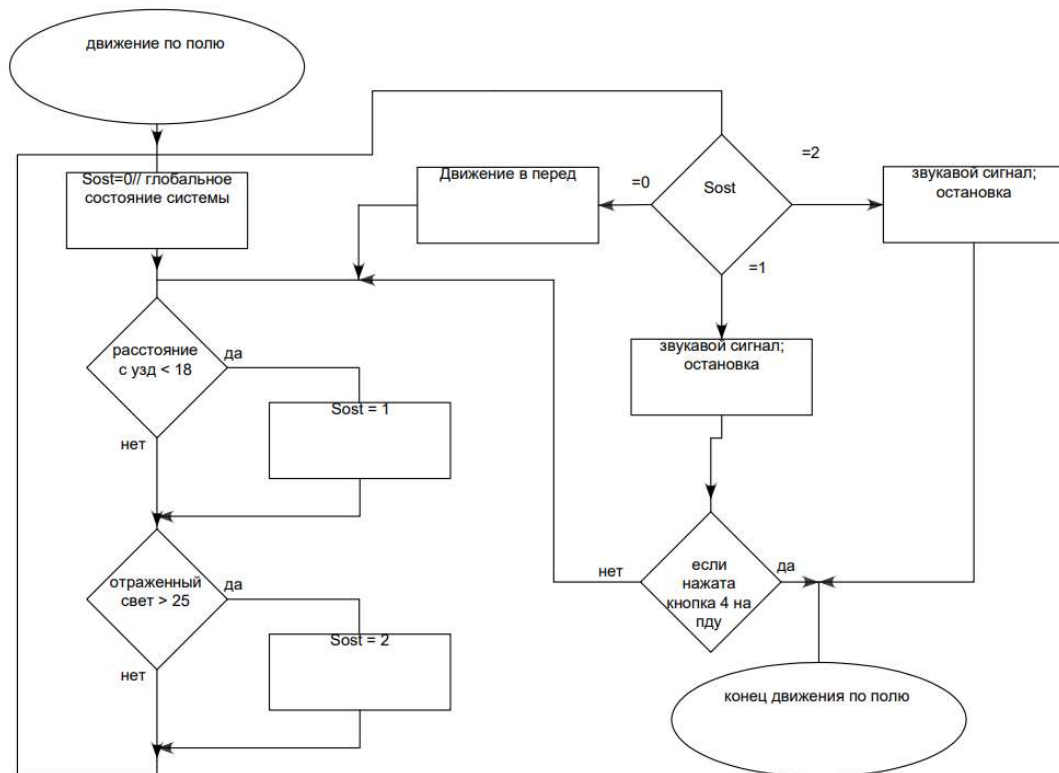 движение по полю
Sost=0// глобальное
состояние системы
расстояние
с узд < 18
да
нет
Sost = 1
отраженный
свет > 25
да
нет
Sost = 2
Sost
=0
=1
=2
Движение в перед
звукавой сигнал;
остановка
звукавой сигнал;
остановка
если
нажата
кнопка 4 на
пду
нет
да
конец движения по полю